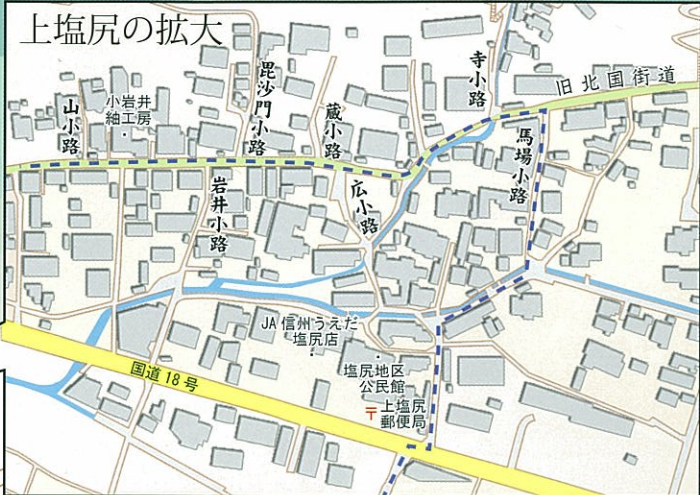 上塩尻の拡大
寺小路
旧北国街道
毘沙門小路
山小路
小岩井
紬工房
蔵小路
馬場小路
岩井小路
広小路
JA信州うえだ
塩尻店
塩尻地区
公民館
国道18号
〒上塩尻
郵便局